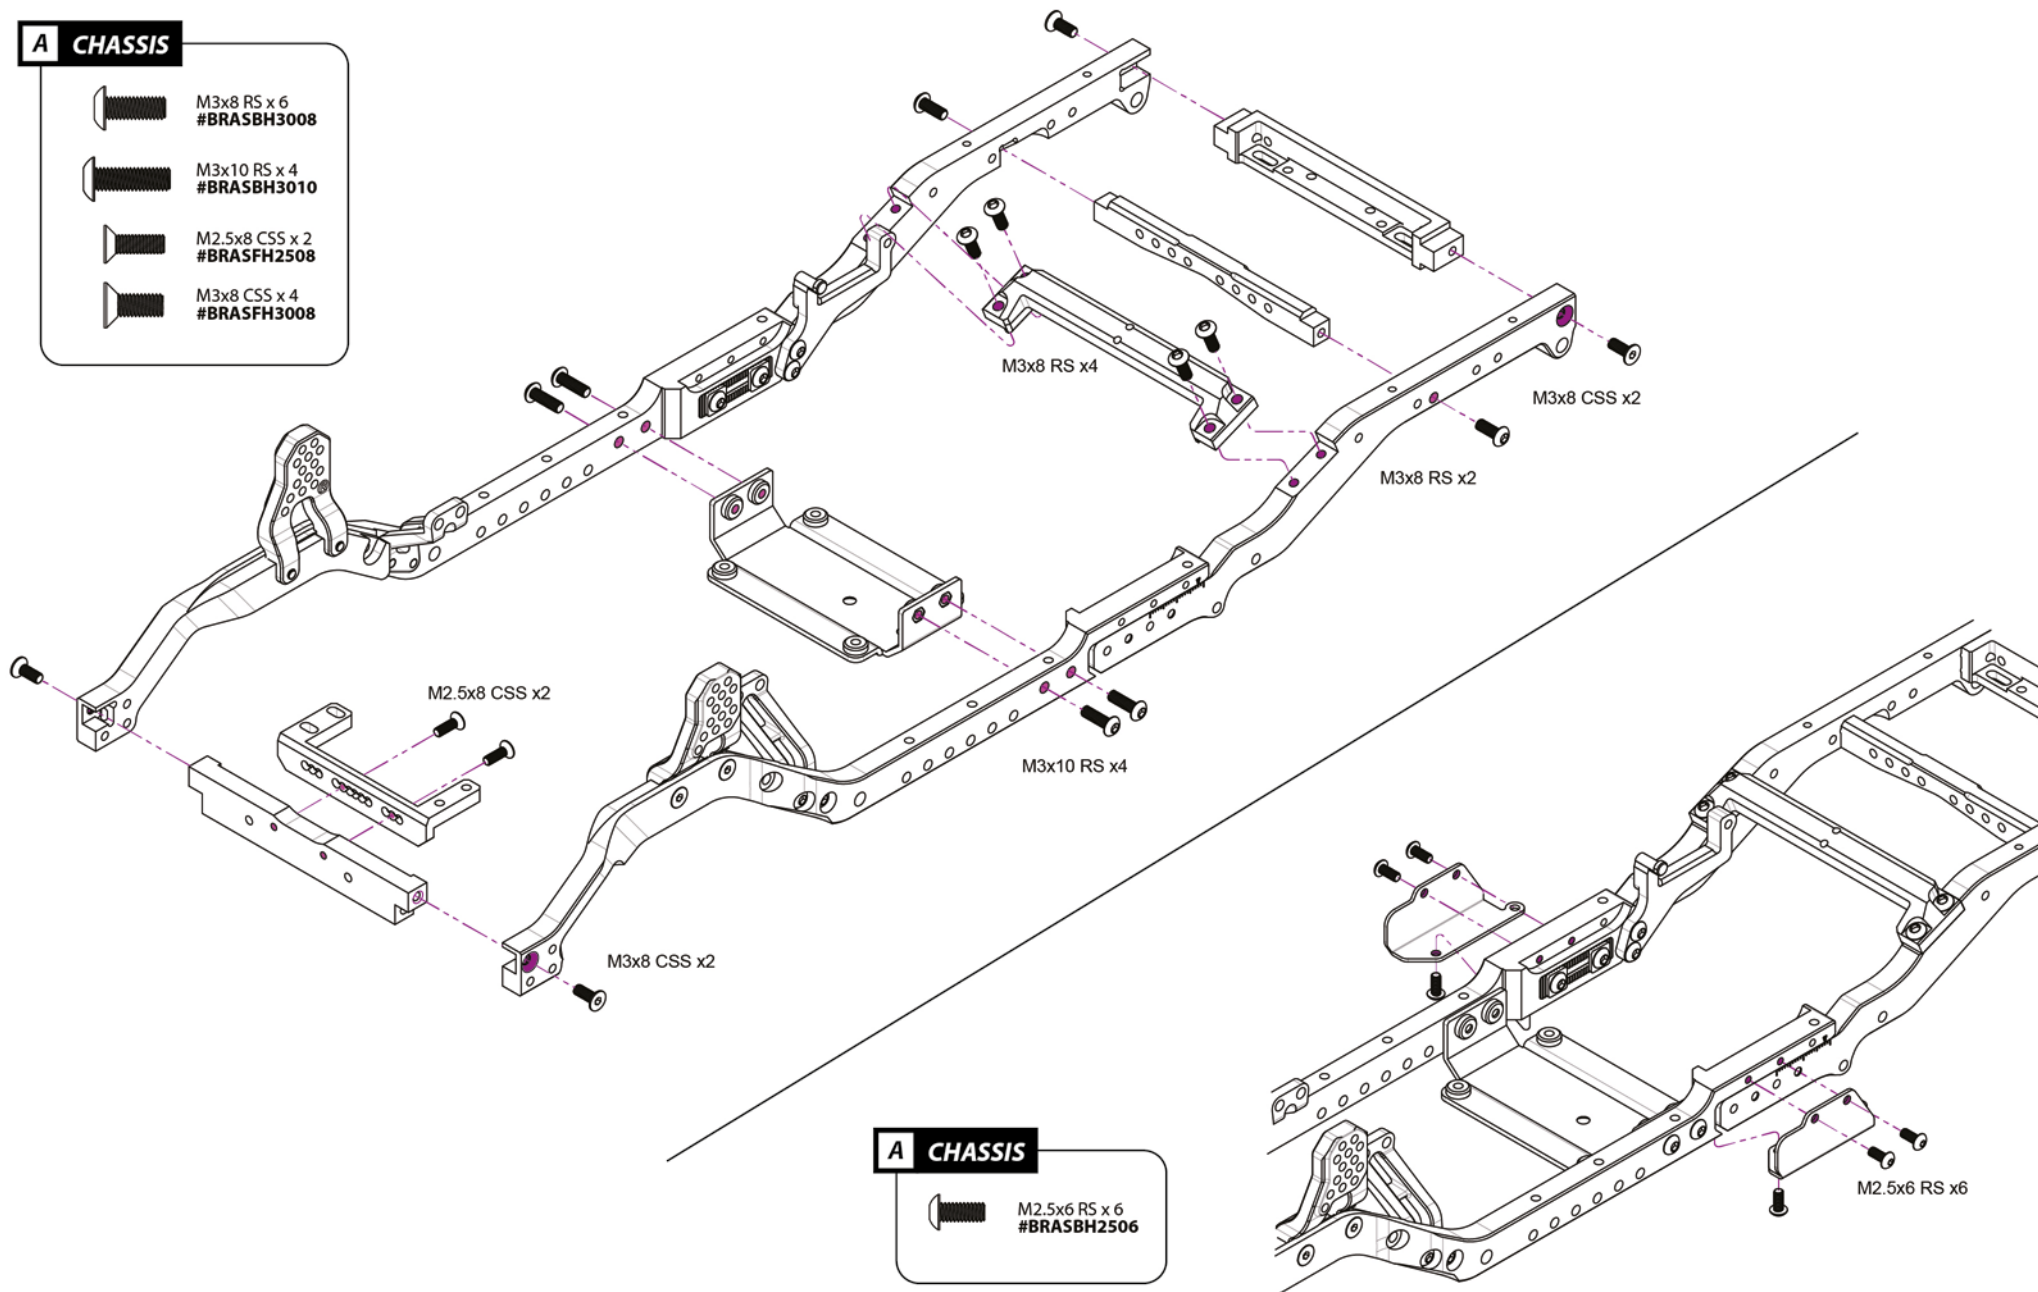 A CHASSIS
M3x8 RS x 6
#BRASBH3008
M3x10 RS x 4
#BRASBH3010
M2.5x8 CSS x 2
#BRASFH2508
M3x8 CSS x 4
#BRASFH3008
M3x8 RS x4
M3x8 CSS x2
M3x8 RS x2
M2.5x8 CSS x2
M3x10 RS x4
M3x8 CSS x2
A CHASSIS
M2.5x6 RS x 6
#BRASBH2506
M2.5x6 RS x6